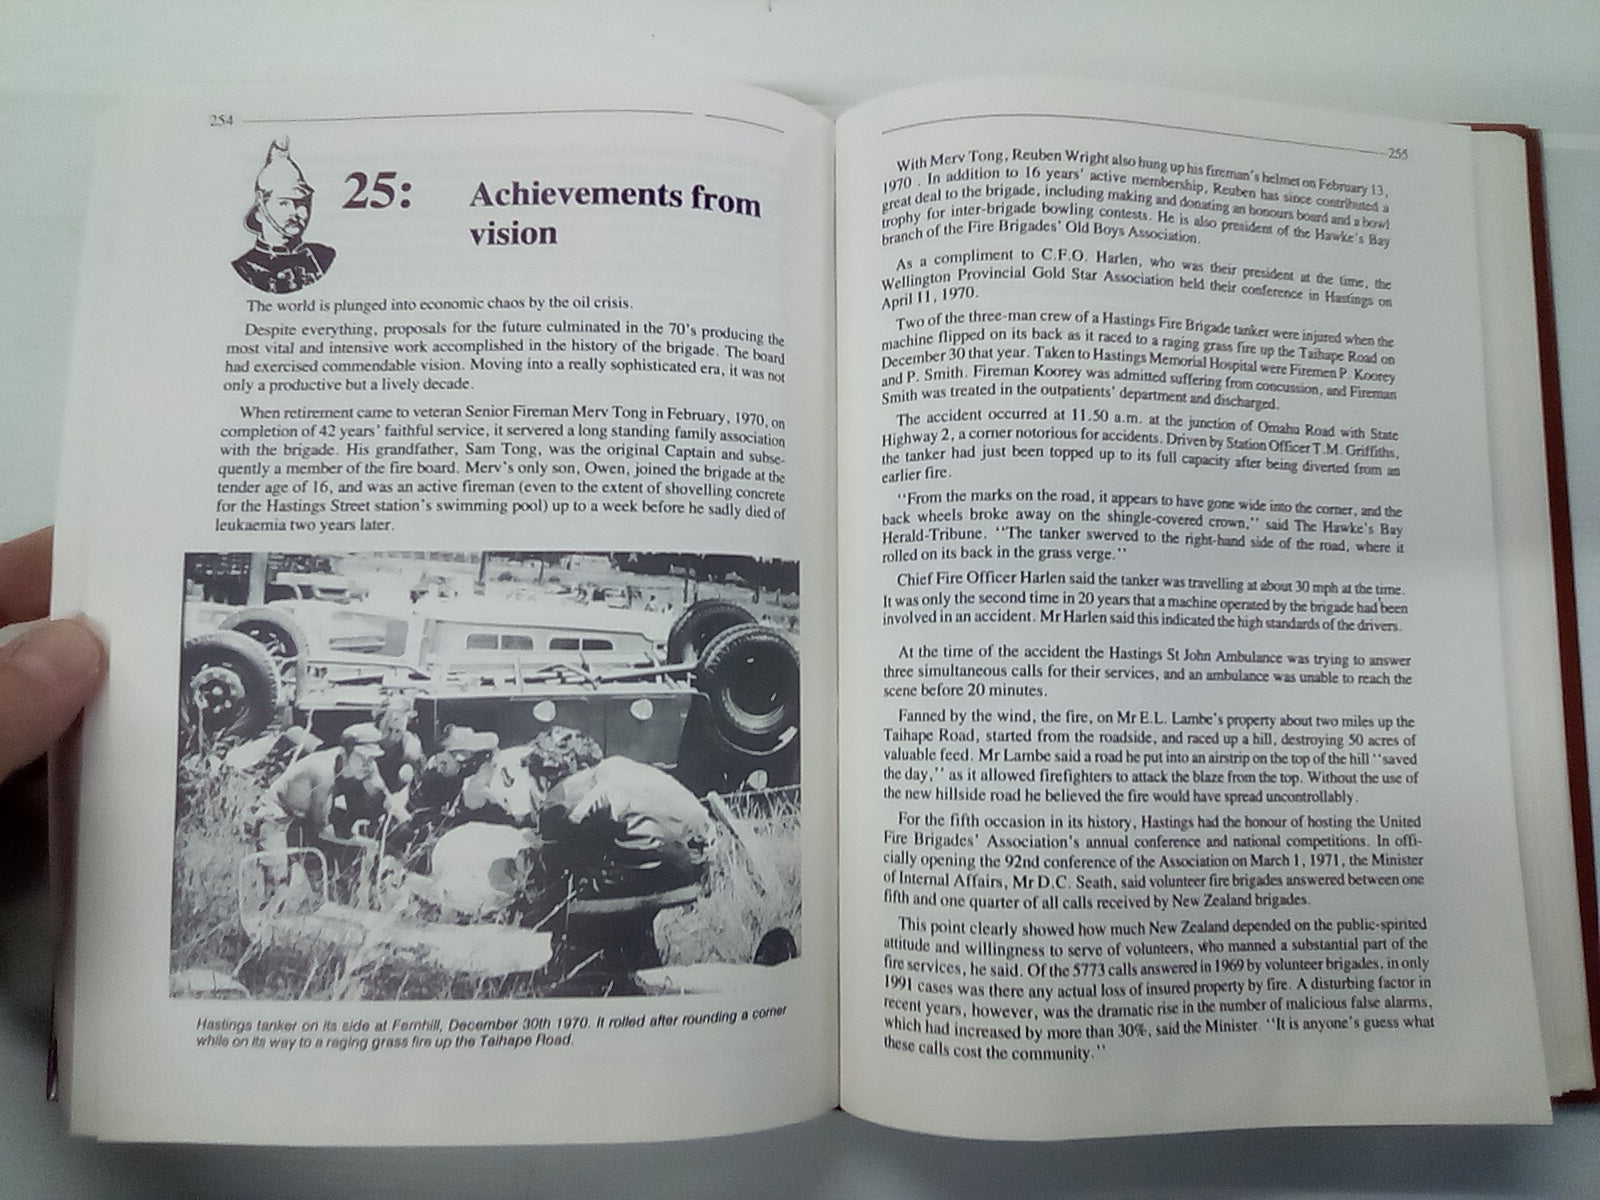 254
25: Achievements from
vision
The world is plunged into economic chaos by the oil crisis.
Despite everything, proposals for the future culminated in the 70's producing the
most vital and intensive work accomplished in the history of the brigade. The board
had exercised commendable vision. Moving into a really sophisticated era, it was not
only a productive but a lively decade.
When retirement came to veteran Senior Fireman Merv Tong in February, 1970, on
completion of 42 years' faithful service, it servered a long standing family association
with the brigade. His grandfather, Sam Tong, was the original Captain and subse-
quently a member of the fire board. Merv's only son, Owen, joined the brigade at the
tender age of 16, and was an active fireman (even to the extent of shovelling concrete
for the Hastings Street station's swimming pool) up to a week before he sadly died of
leukaemia two years later.
Hastings tanker on its side at Fernhill, December 30th 1970. It rolled after rounding a corner
while on its way to a raging grass fire up the Taihape Road.
255
With Merv Tong, Reuben Wright also hung up his fireman's helmet on February 13,
1970 . In addition to 16 years' active membership, Reuben has since contributed a
great deal to the brigade, including making and donating an honours board and a bowl
trophy for inter-brigade bowling contests. He is also president of the Hawke's Bay
branch of the Fire Brigades' Old Boys Association.
As a compliment to C.F.O. Harlen, who was their president at the time, the
Wellington Provincial Gold Star Association held their conference in Hastings on
April 11, 1970.
Two of the three-man crew of a Hastings Fire Brigade tanker were injured when the
machine flipped on its back as it raced to a raging grass fire up the Taihape Road on
December 30 that year. Taken to Hastings Memorial Hospital were Firemen P. Koorey
and P. Smith. Fireman Koorey was admitted suffering from concussion, and Fireman
Smith was treated in the outpatients' department and discharged.
The accident occurred at 11.50 a.m. at the junction of Omahu Road with State
Highway 2, a corner notorious for accidents. Driven by Station Officer T.M. Griffiths,
the tanker had just been topped up to its full capacity after being diverted from an
earlier fire.
"From the marks on the road, it appears to have gone wide into the corner, and the
back wheels broke away on the shingle-covered crown," said The Hawke's Bay
Herald-Tribune. "The tanker swerved to the right-hand side of the road, where it
rolled on its back in the grass verge."
Chief Fire Officer Harlen said the tanker was travelling at about 30 mph at the time.
It was only the second time in 20 years that a machine operated by the brigade had been
involved in an accident. Mr Harlen said this indicated the high standards of the drivers.
At the time of the accident the Hastings St John Ambulance was trying to answer
three simultaneous calls for their services, and an ambulance was unable to reach the
scene before 20 minutes.
Fanned by the wind, the fire, on Mr E.L. Lambe's property about two miles up the
Taihape Road, started from the roadside, and raced up a hill, destroying 50 acres of
valuable feed. Mr Lambe said a road he put into an airstrip on the top of the hill "saved
the day," as it allowed firefighters to attack the blaze from the top. Without the use of
the new hillside road he believed the fire would have spread uncontrollably.
For the fifth occasion in its history, Hastings had the honour of hosting the United
Fire Brigades' Association's annual conference and national competitions. In offi-
cially opening the 92nd conference of the Association on March 1, 1971, the Minister
of Internal Affairs, Mr D.C. Seath, said volunteer fire brigades answered between one
fifth and one quarter of all calls received by New Zealand brigades.
This point clearly showed how much New Zealand depended on the public-spirited
attitude and willingness to serve of volunteers, who manned a substantial part of the
fire services, he said. Of the 5773 calls answered in 1969 by volunteer brigades, in only
1991 cases was there any actual loss of insured property by fire. A disturbing factor in
recent years, however, was the dramatic rise in the number of malicious false alarms,
which had increased by more than 30%, said the Minister. "It is anyone's guess what
these calls cost the community."